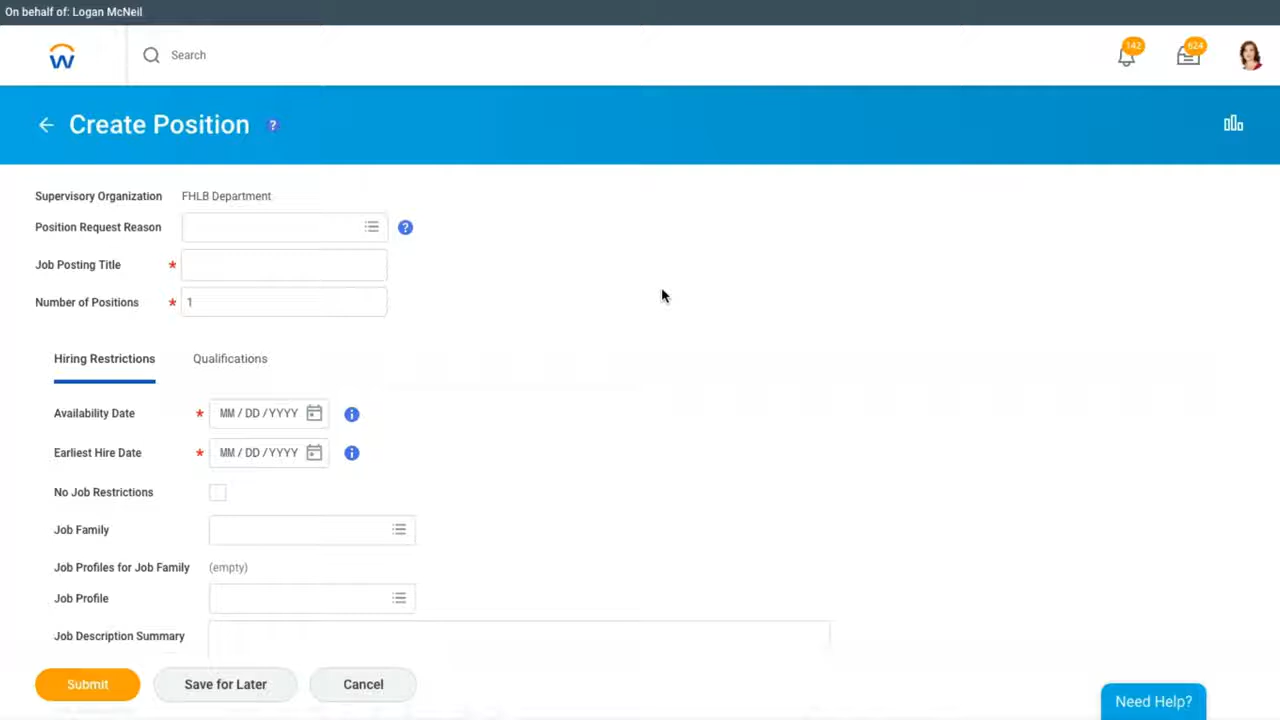 On behalf of: Logan McNeil
Search
142
624
Create Position ?
Supervisory Organization FHLB Department
Position Request Reason ?
Job Posting Title *
Number of Positions * 1
Hiring Restrictions Qualifications
Availability Date * MM / DD / YYYY i
Earliest Hire Date * MM / DD / YYYY i
No Job Restrictions
Job Family
Job Profiles for Job Family (empty)
Job Profile
Job Description Summary
Submit Save for Later Cancel
Need Help?